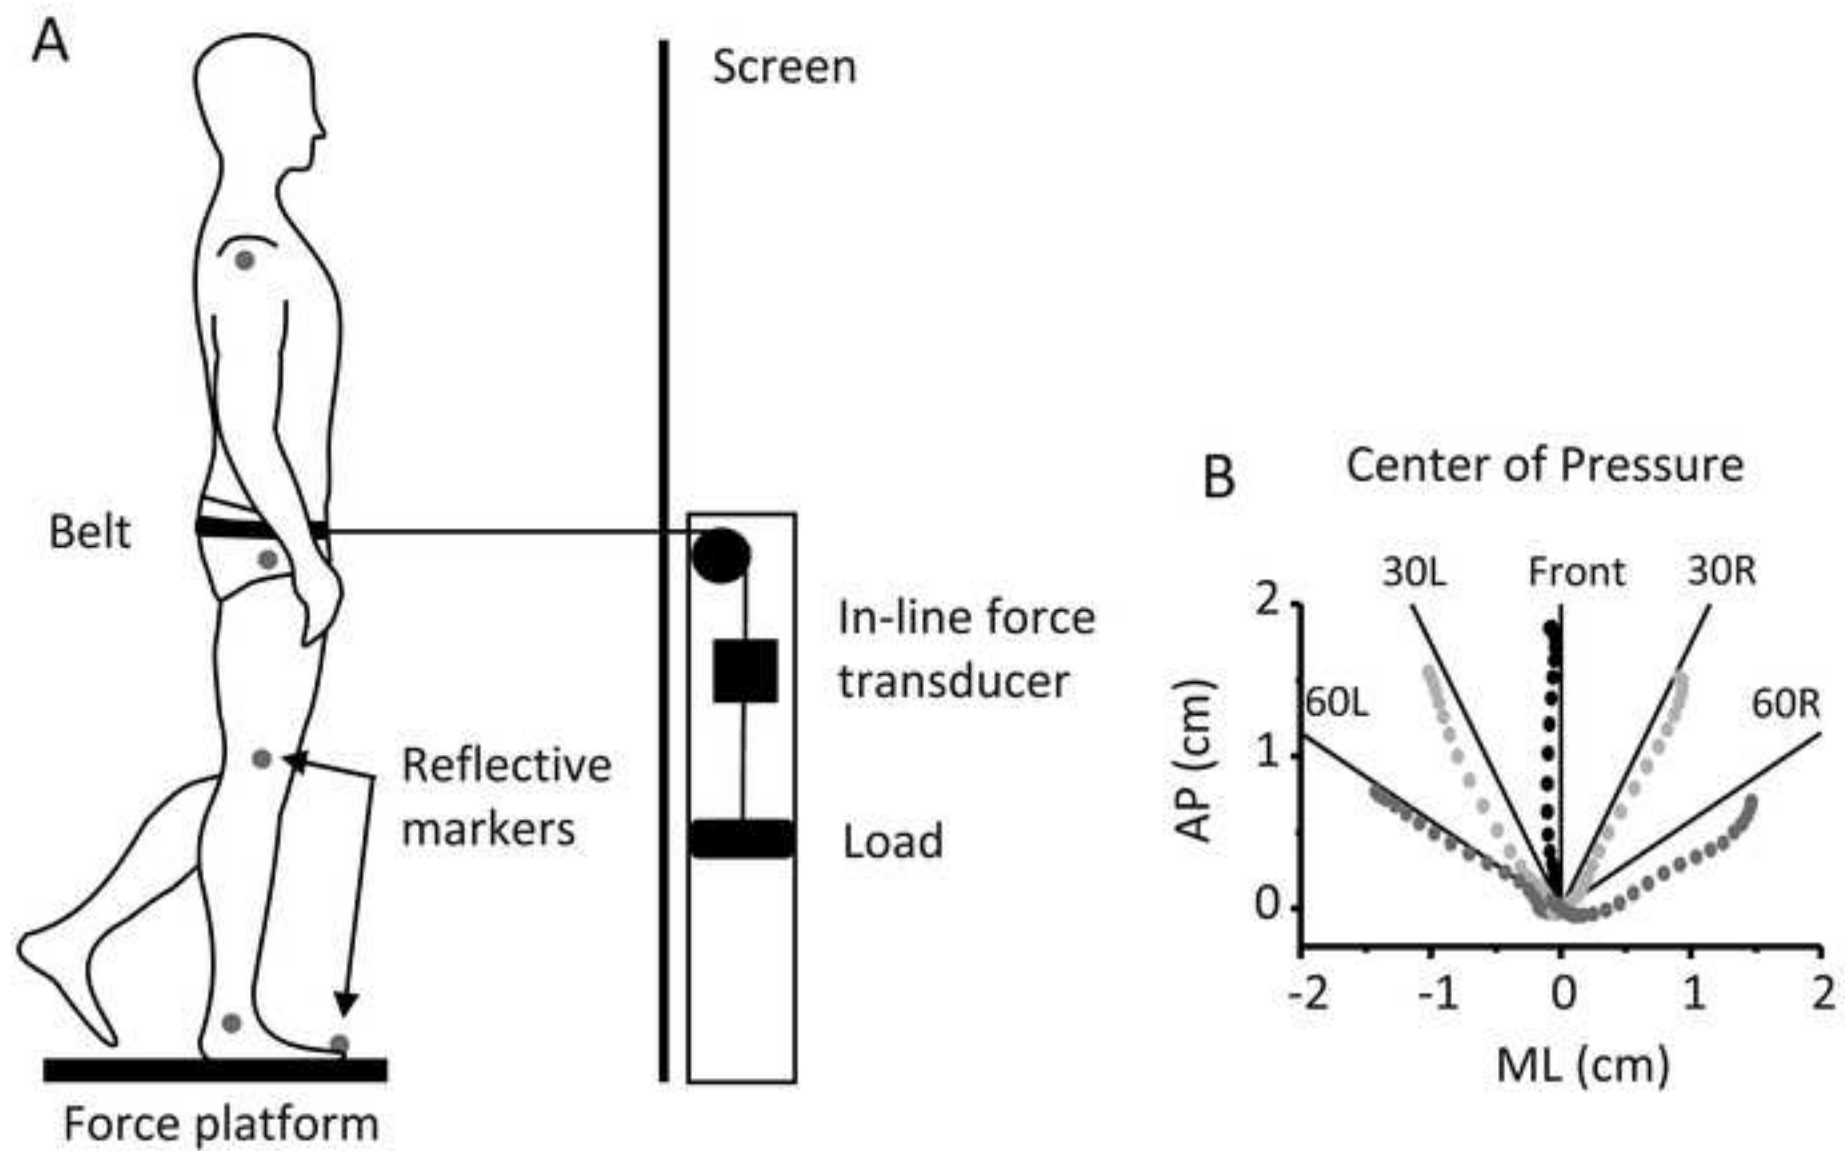 A
Screen
Belt
In-line force
transducer
Reflective
markers
Load
Force platform
B
Center of Pressure
30L
Front
30R
60L
60R
2
1
0
AP (cm)
-2
-1
0
1
2
ML (cm)